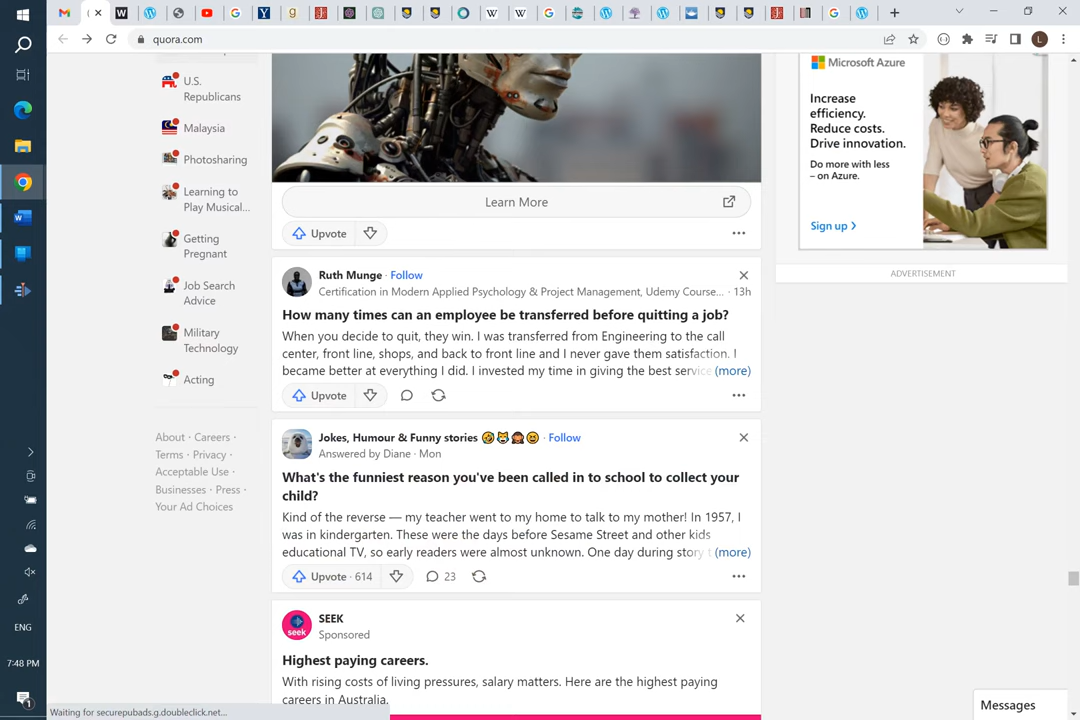 quora.com
L
U.S.
Republicans
Malaysia
Photosharing
Learning to
Play Musical...
Getting
Pregnant
Job Search
Advice
Military
Technology
Acting
About · Careers ·
Terms · Privacy ·
Acceptable Use ·
Businesses · Press ·
Your Ad Choices
Learn More
Upvote
Ruth Munge · Follow
Certification in Modern Applied Psychology & Project Management, Udemy Course... · 13h
How many times can an employee be transferred before quitting a job?
When you decide to quit, they win. I was transferred from Engineering to the call
center, front line, shops, and back to front line and I never gave them satisfaction. I
became better at everything I did. I invested my time in giving the best service (more)
Upvote
Jokes, Humour & Funny stories 🤣😹🙊😆 · Follow
Answered by Diane · Mon
What's the funniest reason you've been called in to school to collect your
child?
Kind of the reverse — my teacher went to my home to talk to my mother! In 1957, I
was in kindergarten. These were the days before Sesame Street and other kids
educational TV, so early readers were almost unknown. One day during story t (more)
Upvote · 614
23
SEEK
seek
Sponsored
Highest paying careers.
With rising costs of living pressures, salary matters. Here are the highest paying
careers in Australia.
Microsoft Azure
Increase
efficiency.
Reduce costs.
Drive innovation.
Do more with less
– on Azure.
Sign up >
ADVERTISEMENT
Messages
ENG
7:48 PM
1
Waiting for securepubads.g.doubleclick.net...